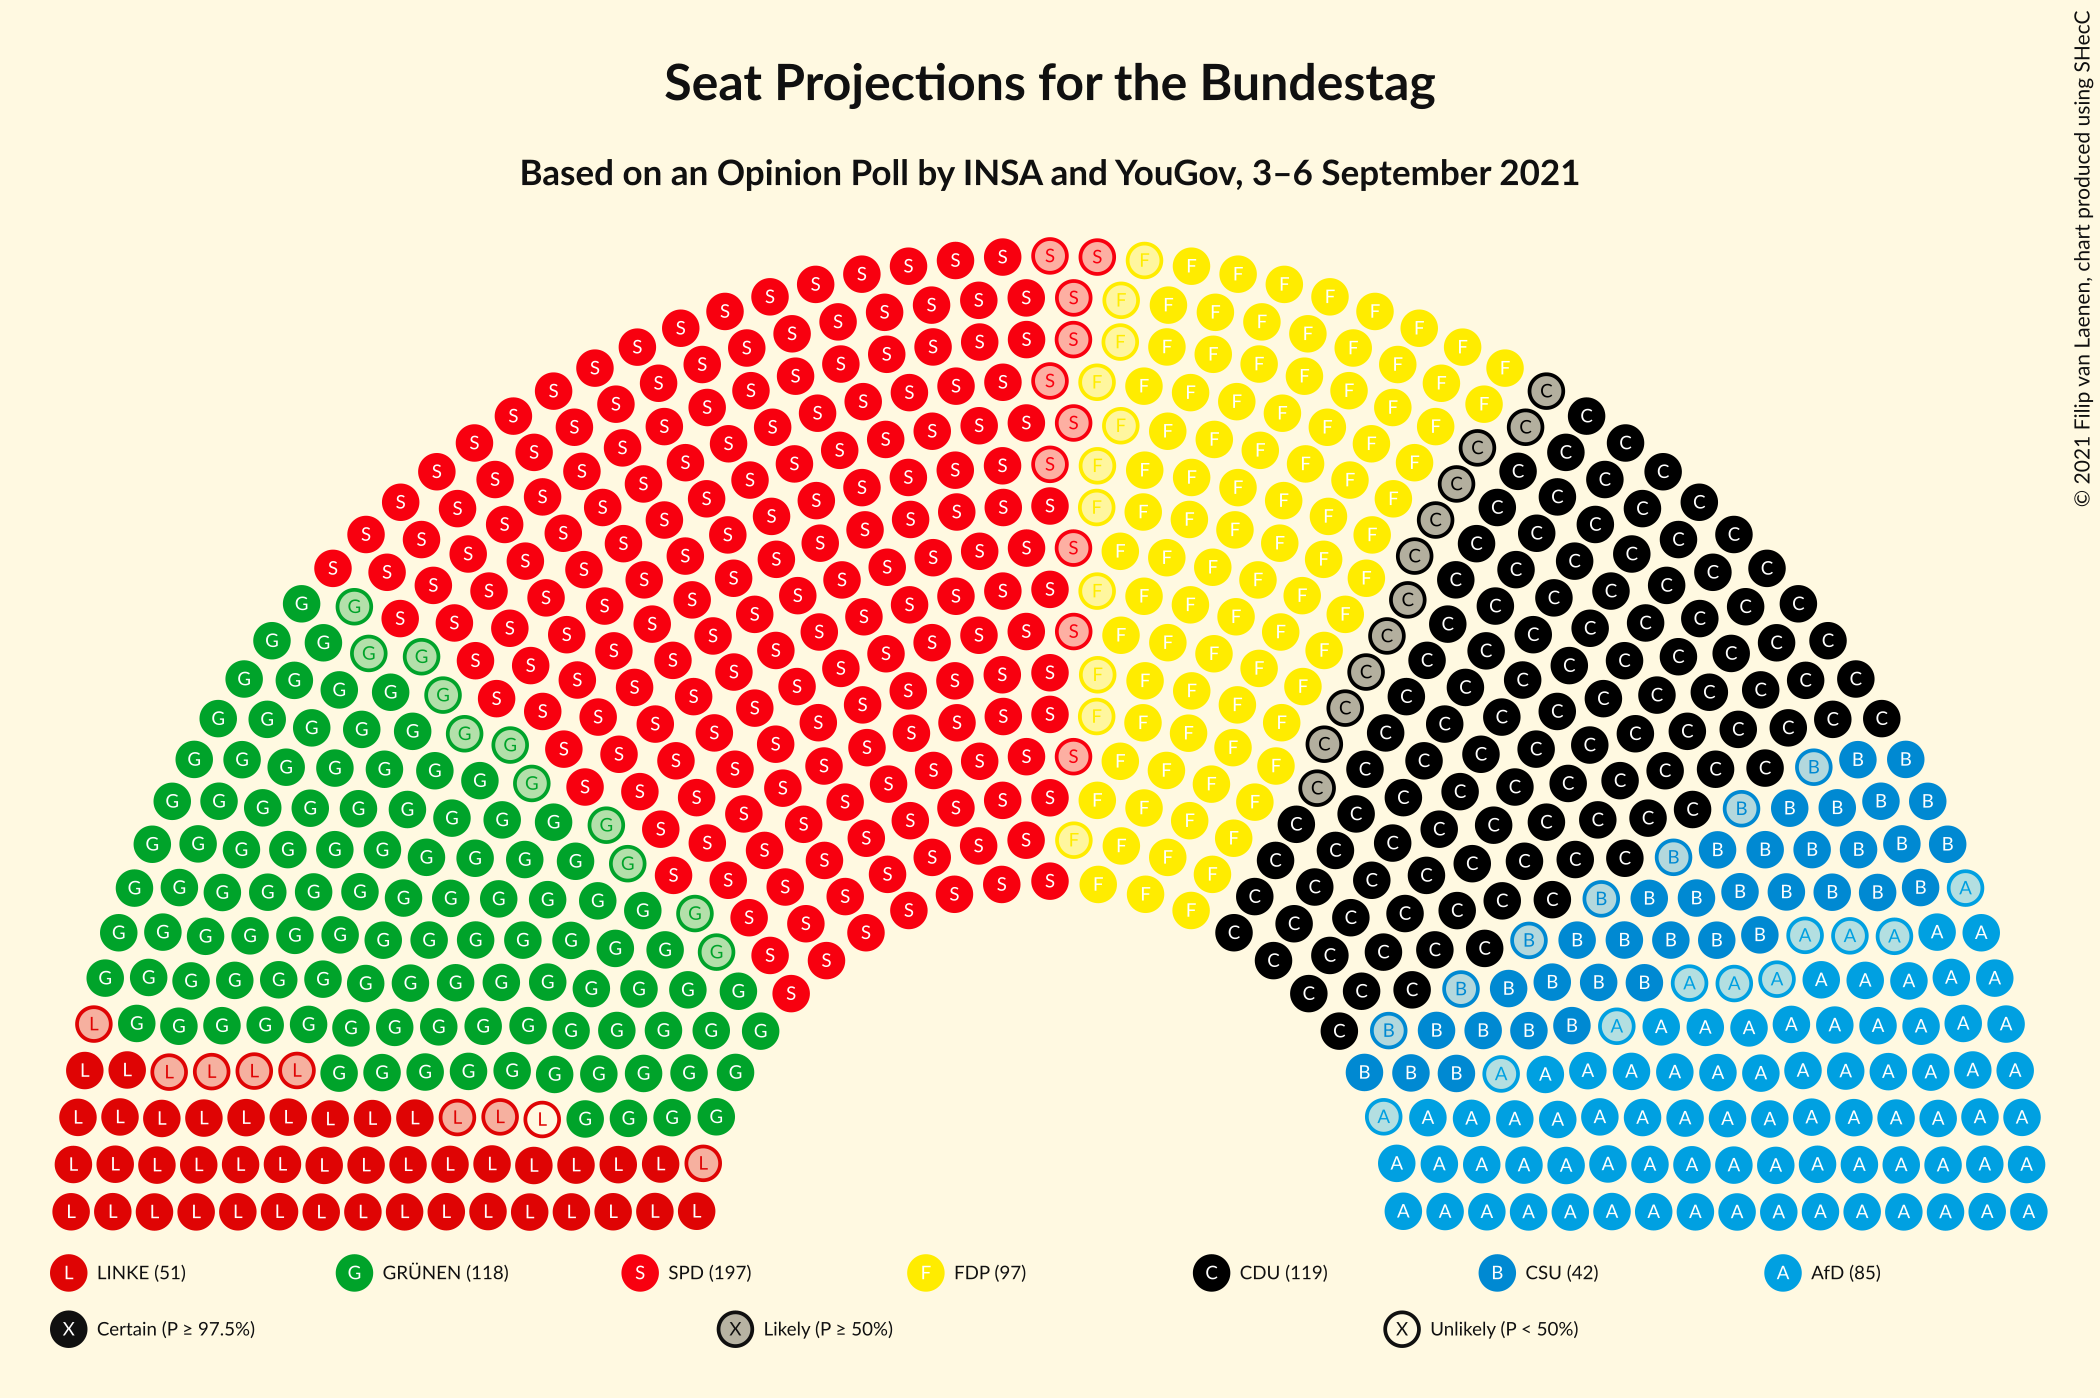 Seat Projections for the Bundestag
Based on an Opinion Poll by INSA and YouGov, 3–6 September 2021
© 2021 Filip van Laenen, chart produced using SHecC
L LINKE (51) G GRÜNEN (118) S SPD (197) F FDP (97) C CDU (119) B CSU (42) A AfD (85)
X Certain (P ≥ 97.5%) X Likely (P ≥ 50%) X Unlikely (P < 50%)